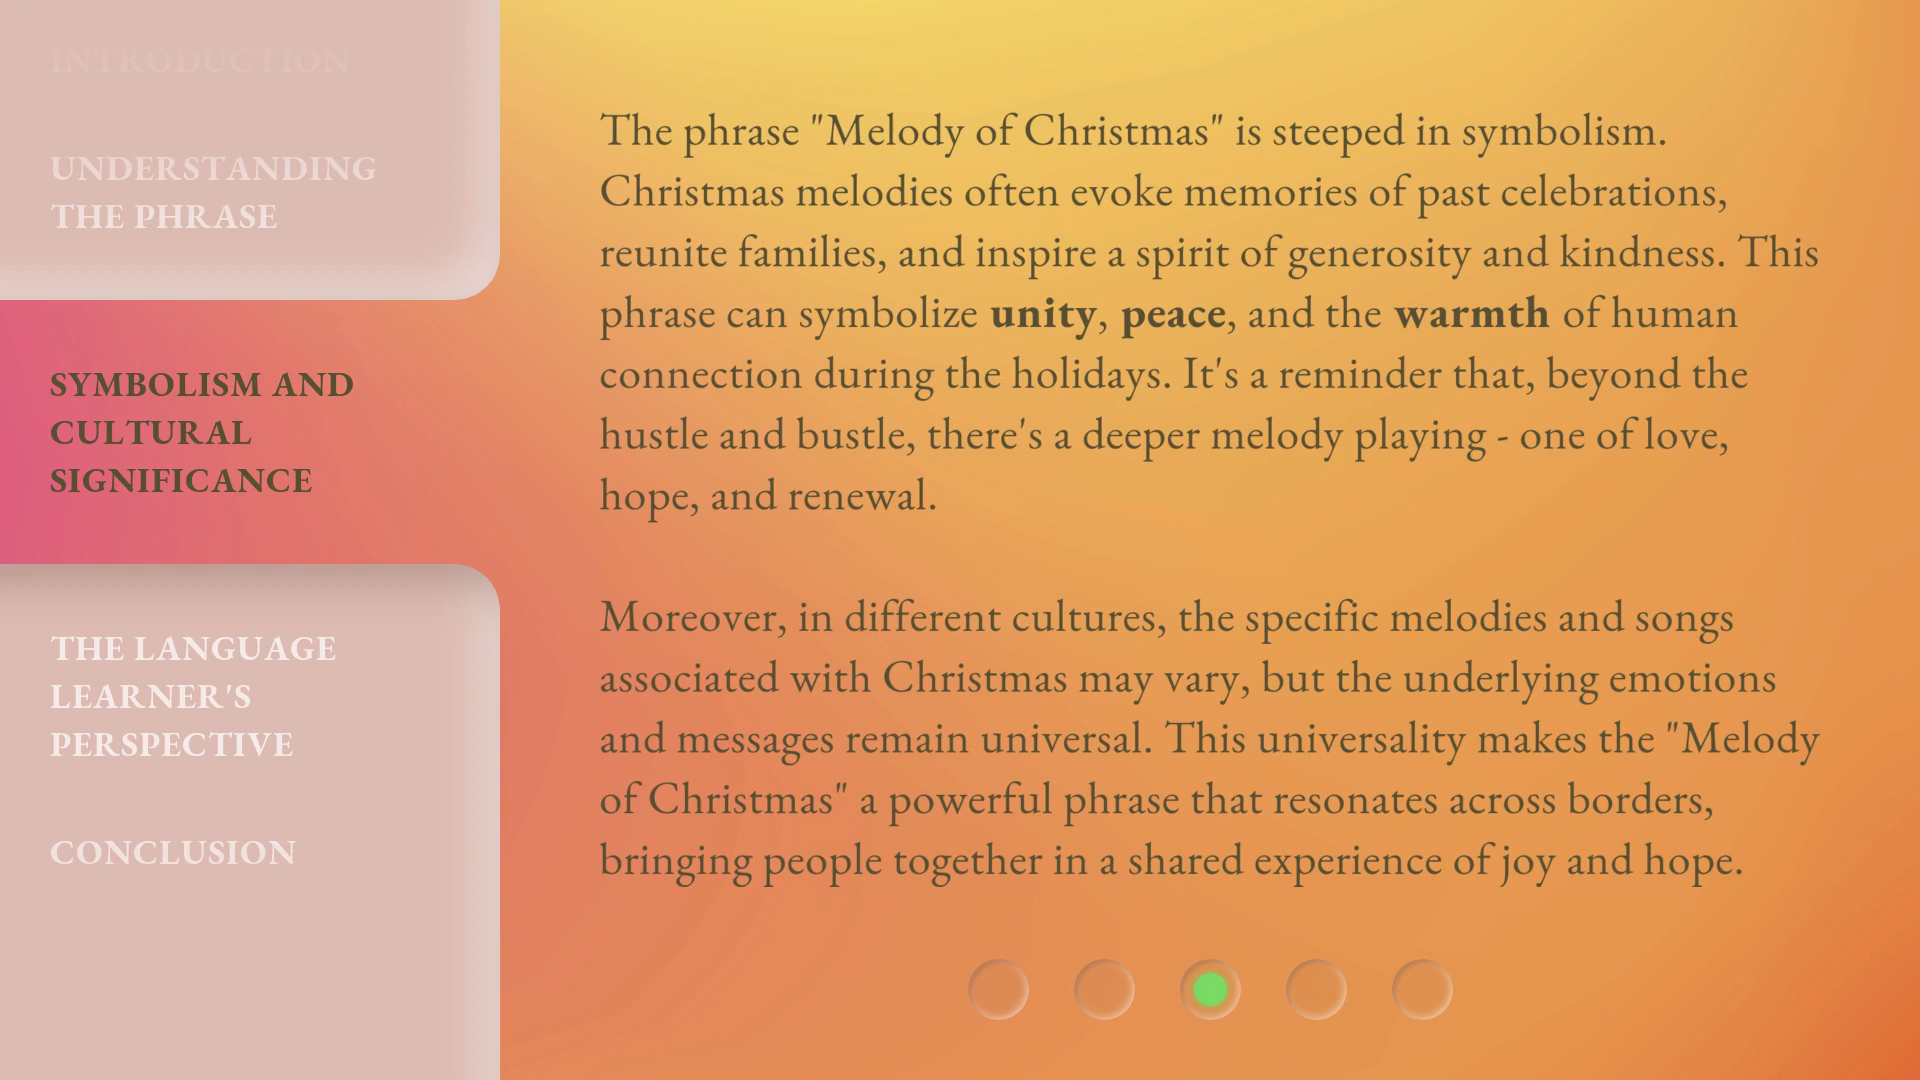 INTRODUCTION
UNDERSTANDING
THE PHRASE
SYMBOLISM AND
CULTURAL
SIGNIFICANCE
THE LANGUAGE
LEARNER'S
PERSPECTIVE
CONCLUSION
The phrase "Melody of Christmas" is steeped in symbolism.
Christmas melodies often evoke memories of past celebrations,
reunite families, and inspire a spirit of generosity and kindness. This
phrase can symbolize unity, peace, and the warmth of human
connection during the holidays. It's a reminder that, beyond the
hustle and bustle, there's a deeper melody playing - one of love,
hope, and renewal.
Moreover, in different cultures, the specific melodies and songs
associated with Christmas may vary, but the underlying emotions
and messages remain universal. This universality makes the "Melody
of Christmas" a powerful phrase that resonates across borders,
bringing people together in a shared experience of joy and hope.